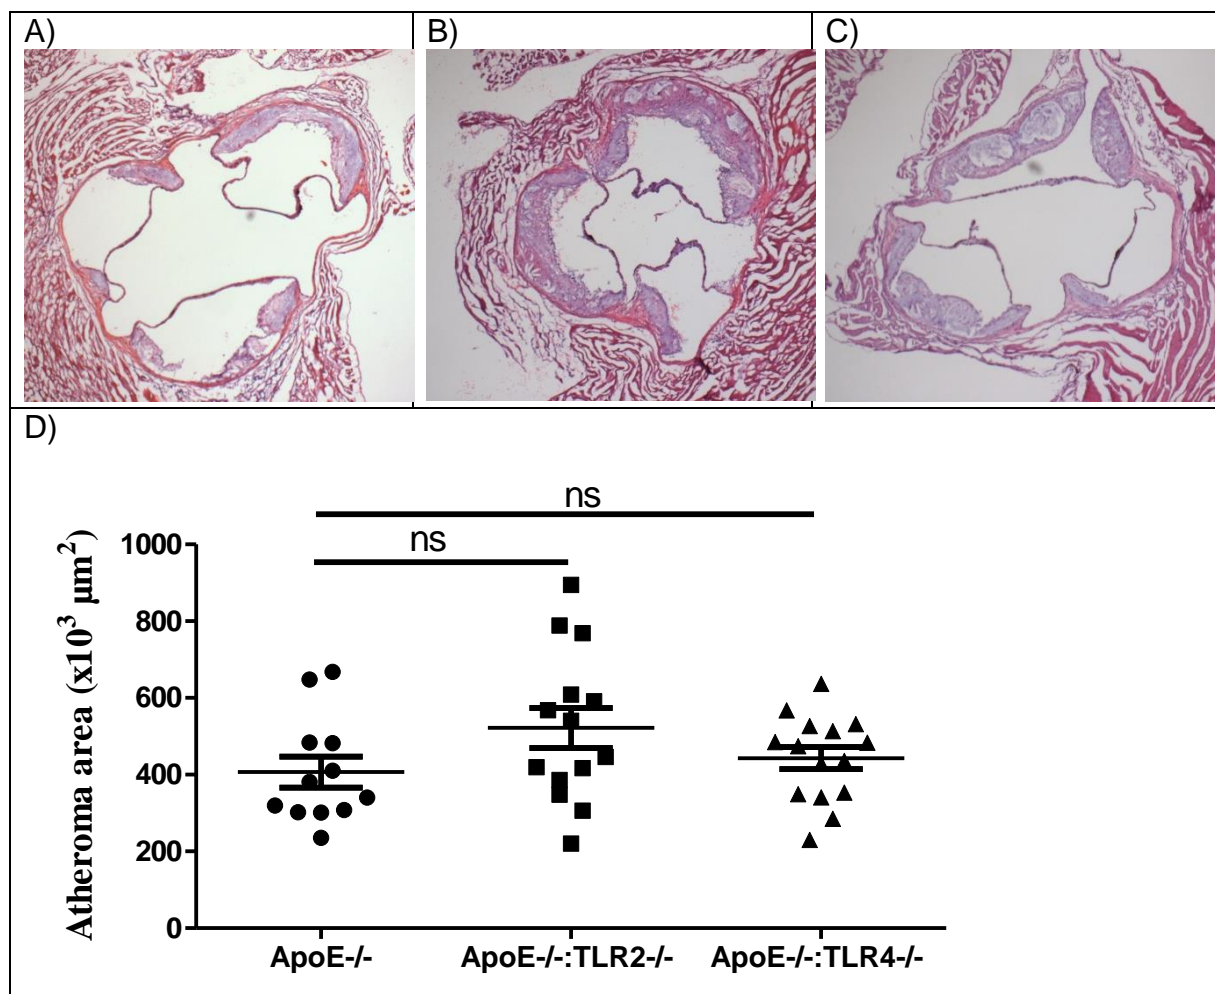 A)
B)
C)
D)
ns
ns
Atheroma area (x10³ µm²)
1000
800
600
400
200
0
ApoE-/-
ApoE-/-:TLR2-/-
ApoE-/-:TLR4-/-